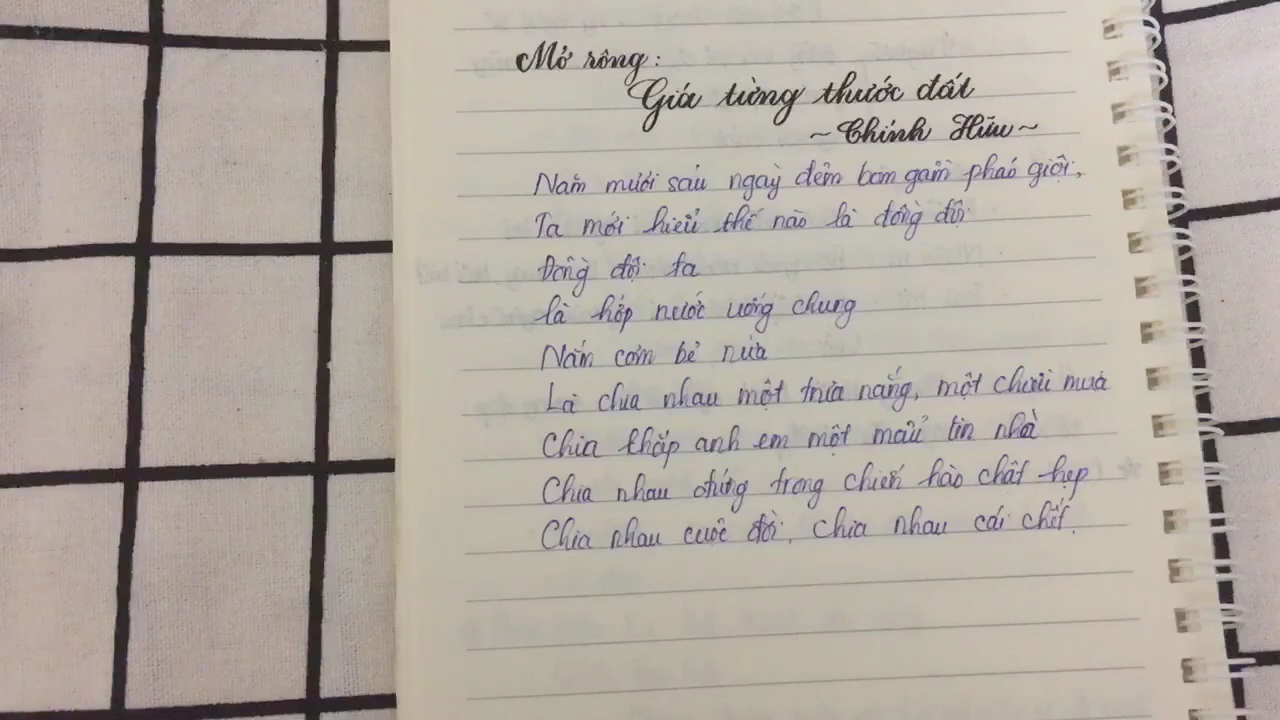 Mở rộng:
Giá từng thước đất
~ Chính Hữu ~
Năm mươi sáu ngày đêm bom gầm pháo giội,
Ta mới hiểu thế nào là đồng đội
Đồng đội ta
là hớp nước uống chung
Nắm cơm bẻ nửa
Là chia nhau một trưa nắng, một chiều mưa
Chia khắp anh em một mẩu tin nhà
Chia nhau đứng trong chiến hào chật hẹp
Chia nhau cuộc đời, chia nhau cái chết.